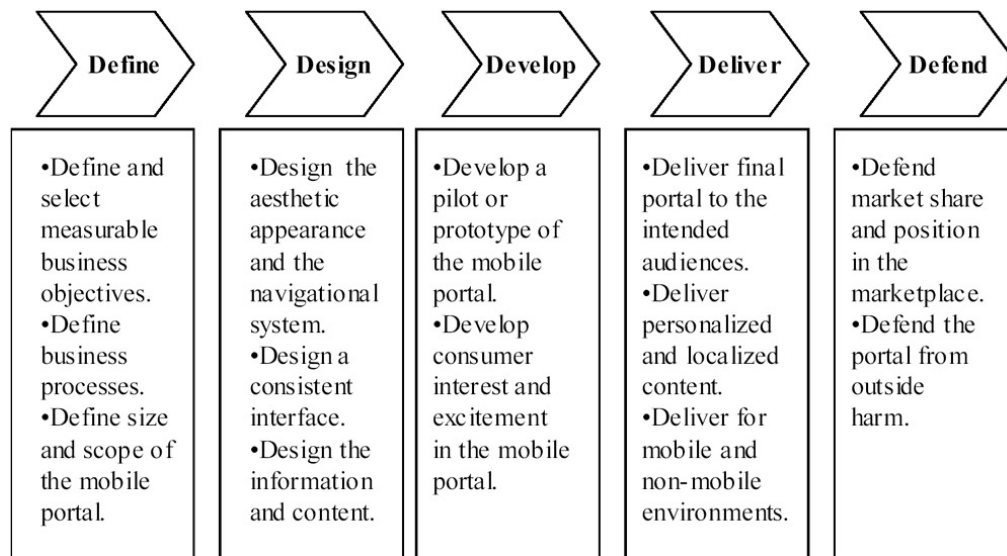 Define
Design
Develop
Deliver
Defend
•Define and
select
measurable
business
objectives.
•Define
business
processes.
•Define size
and scope of
the mobile
portal.
•Design the
aesthetic
appearance
and the
navigational
system.
•Design a
consistent
interface.
•Design the
information
and content.
•Develop a
pilot or
prototype of
the mobile
portal.
•Develop
consumer
interest and
excitement
in the mobile
portal.
•Deliver final
portal to the
intended
audiences.
•Deliver
personalized
and localized
content.
•Deliver for
mobile and
non-mobile
environments.
•Defend
market share
and position
in the
marketplace.
•Defend the
portal from
outside
harm.